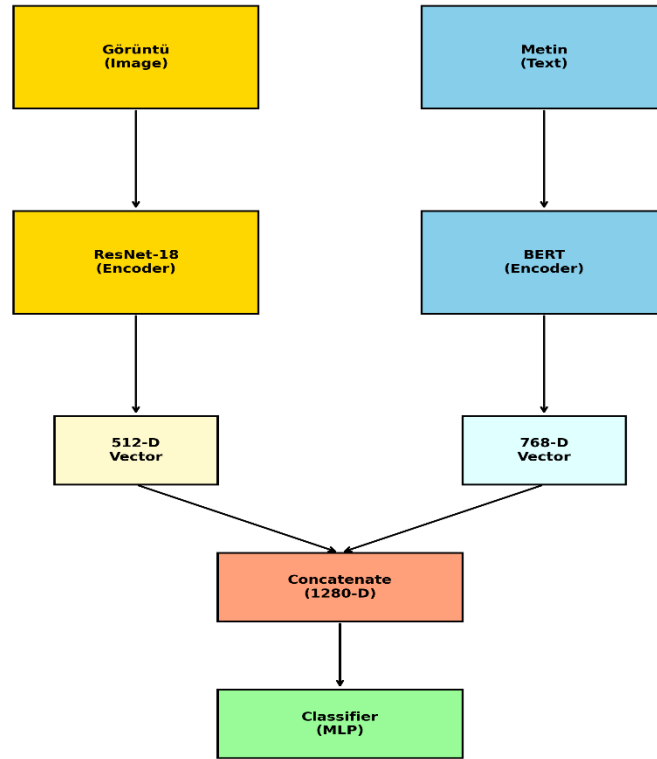 Görüntü
(Image)
Metin
(Text)
ResNet-18
(Encoder)
BERT
(Encoder)
512-D
Vector
768-D
Vector
Concatenate
(1280-D)
Classifier
(MLP)